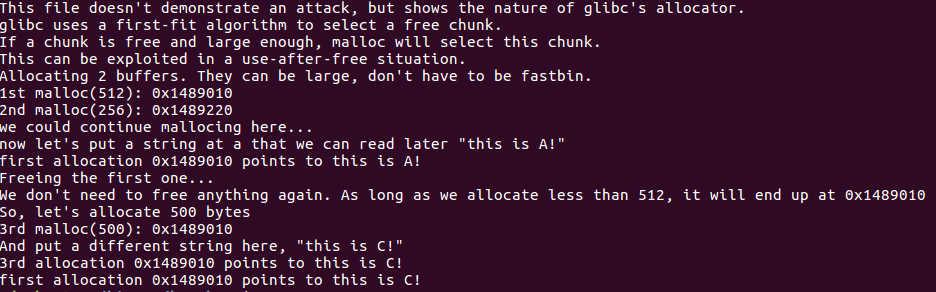 This file doesn't demonstrate an attack, but shows the nature of glibc's allocator.
glibc uses a first-fit algorithm to select a free chunk.
If a chunk is free and large enough, malloc will select this chunk.
This can be exploited in a use-after-free situation.
Allocating 2 buffers. They can be large, don't have to be fastbin.
1st malloc(512): 0x1489010
2nd malloc(256): 0x1489220
we could continue mallocing here...
now let's put a string at a that we can read later "this is A!"
first allocation 0x1489010 points to this is A!
Freeing the first one...
We don't need to free anything again. As long as we allocate less than 512, it will end up at 0x1489010
So, let's allocate 500 bytes
3rd malloc(500): 0x1489010
And put a different string here, "this is C!"
3rd allocation 0x1489010 points to this is C!
first allocation 0x1489010 points to this is C!